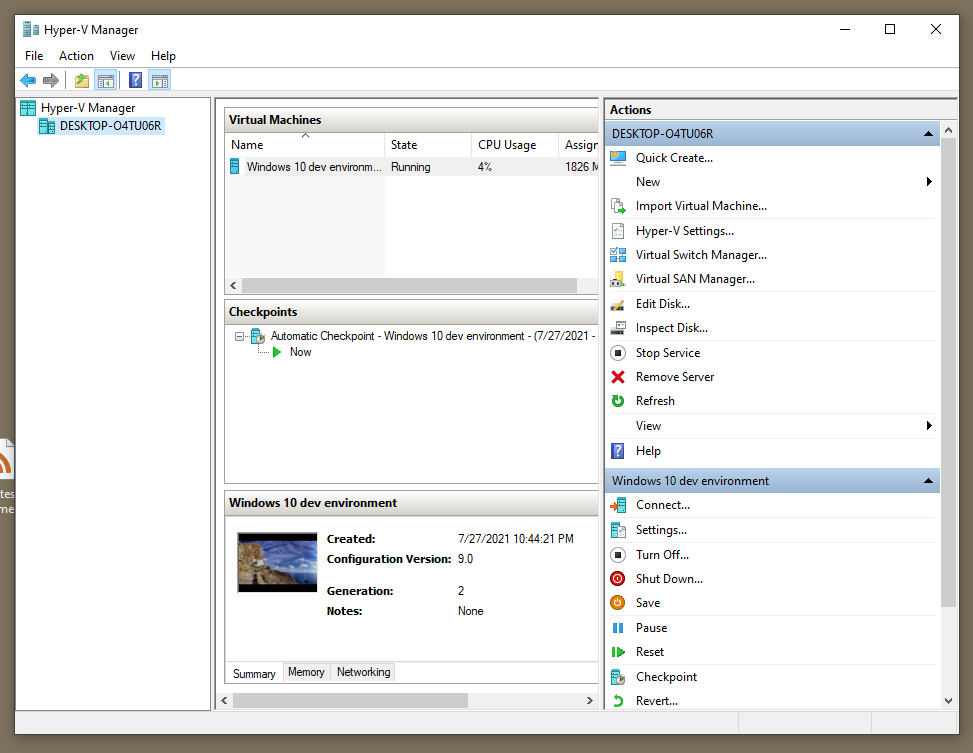 Hyper-V Manager
File Action View Help
Hyper-V Manager
DESKTOP-O4TU06R
Virtual Machines
Name State CPU Usage Assign
Windows 10 dev environm... Running 4% 1826 M
Checkpoints
Automatic Checkpoint - Windows 10 dev environment - (7/27/2021 -
Now
Windows 10 dev environment
Created: 7/27/2021 10:44:21 PM
Configuration Version: 9.0
Generation: 2
Notes: None
Summary Memory Networking
Actions
DESKTOP-O4TU06R
Quick Create...
New
Import Virtual Machine...
Hyper-V Settings...
Virtual Switch Manager...
Virtual SAN Manager...
Edit Disk...
Inspect Disk...
Stop Service
Remove Server
Refresh
View
Help
Windows 10 dev environment
Connect...
Settings...
Turn Off...
Shut Down...
Save
Pause
Reset
Checkpoint
Revert...
tes
me